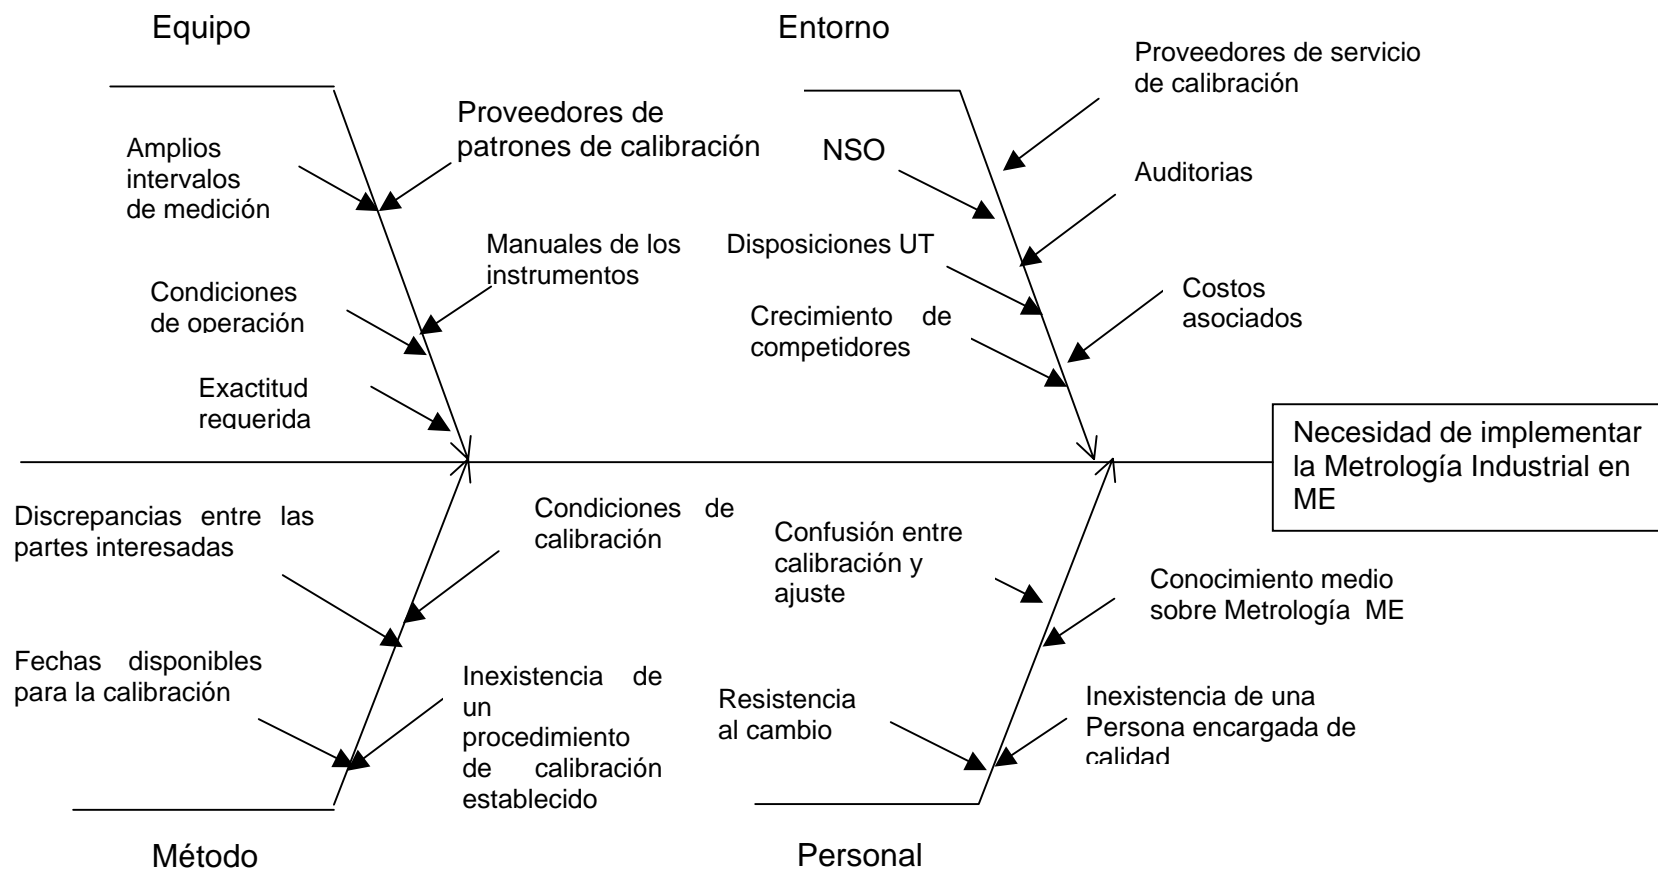 Equipo
Entorno
Proveedores de servicio
de calibración
Proveedores de
patrones de calibración
Amplios
intervalos
de medición
NSO
Auditorias
Manuales de los
instrumentos
Disposiciones UT
Condiciones
de operación
Costos
asociados
Crecimiento de
competidores
Exactitud
requerida
Necesidad de implementar
la Metrología Industrial en
ME
Discrepancias entre las
partes interesadas
Condiciones de
calibración
Confusión entre
calibración y
ajuste
Conocimiento medio
sobre Metrología ME
Fechas disponibles
para la calibración
Inexistencia de
un
procedimiento
de calibración
establecido
Resistencia
al cambio
Inexistencia de una
Persona encargada de
calidad
Método
Personal